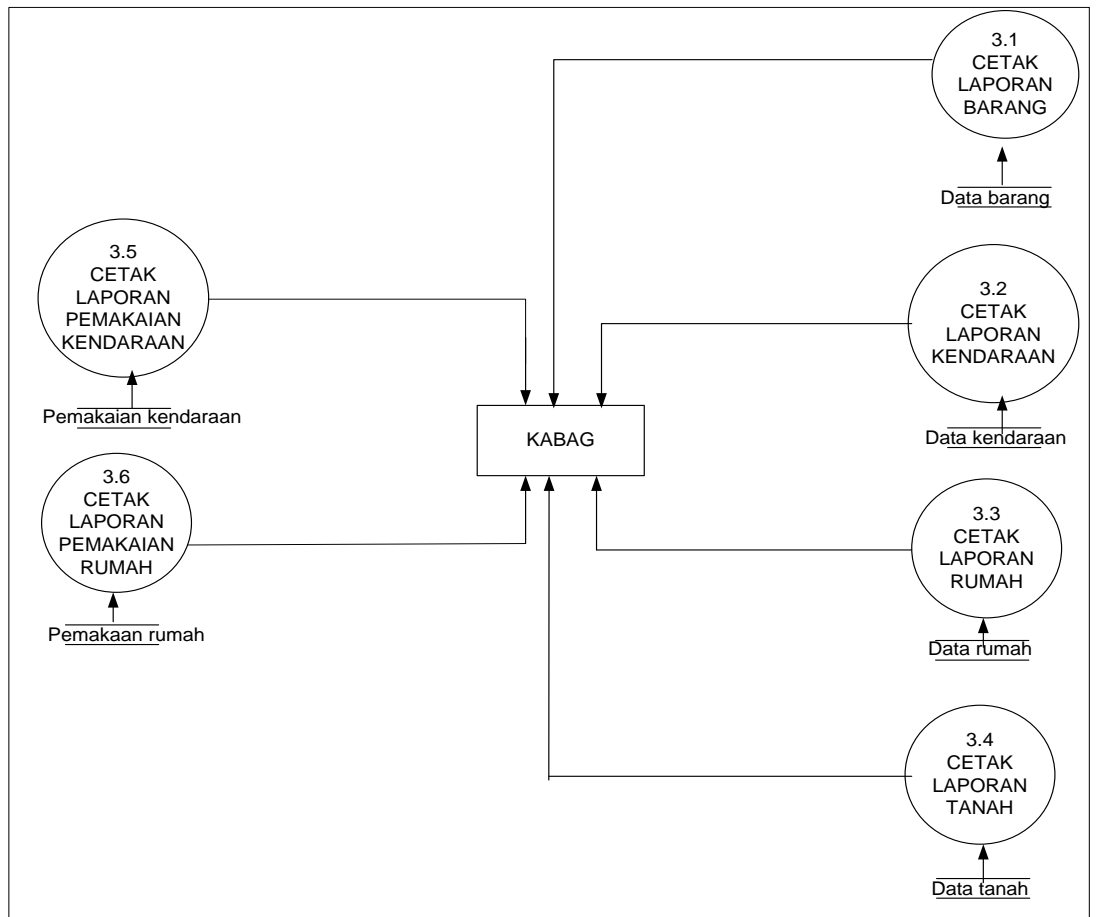 3.1
CETAK
LAPORAN
BARANG
Data barang
3.5
CETAK
LAPORAN
PEMAKAIAN
KENDARAAN
Pemakaian kendaraan
3.2
CETAK
LAPORAN
KENDARAAN
Data kendaraan
KABAG
3.6
CETAK
LAPORAN
PEMAKAIAN
RUMAH
Pemakaan rumah
3.3
CETAK
LAPORAN
RUMAH
Data rumah
3.4
CETAK
LAPORAN
TANAH
Data tanah